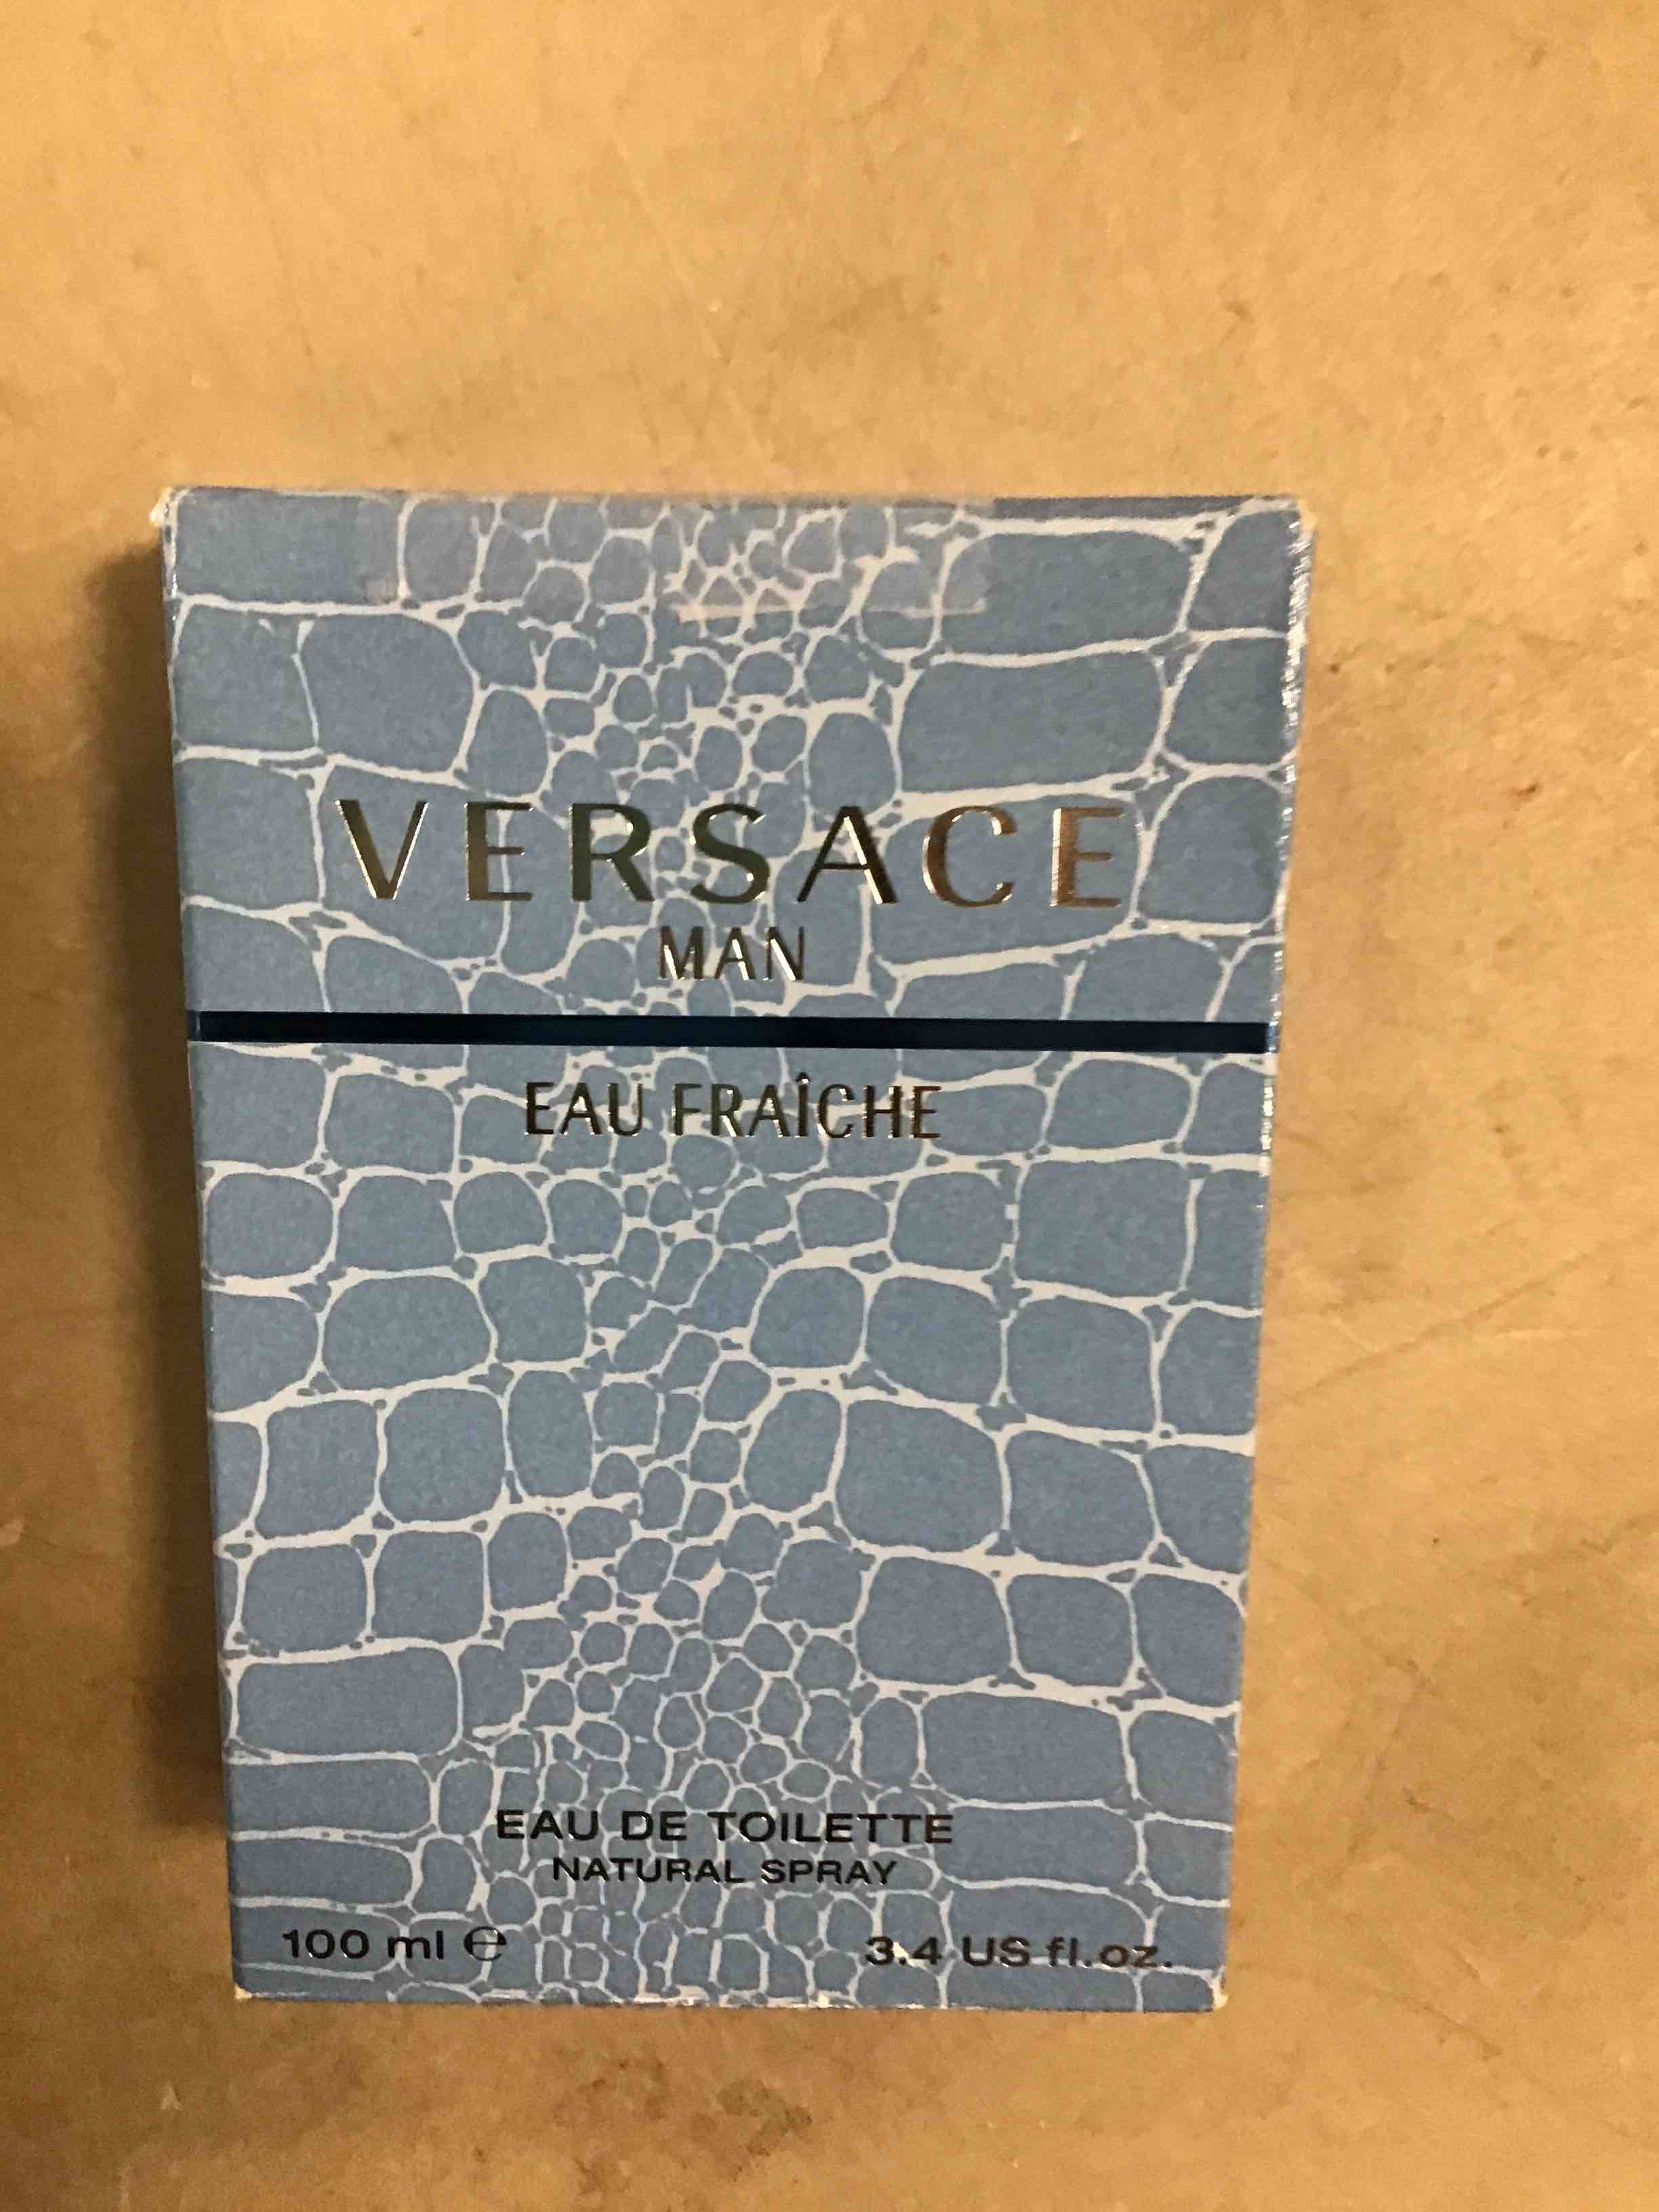 VERSACE
MAN
EAU FRAÎCHE
EAU DE TOILETTE
NATURAL SPRAY
100 ml ℮ 3.4 US fl.oz.